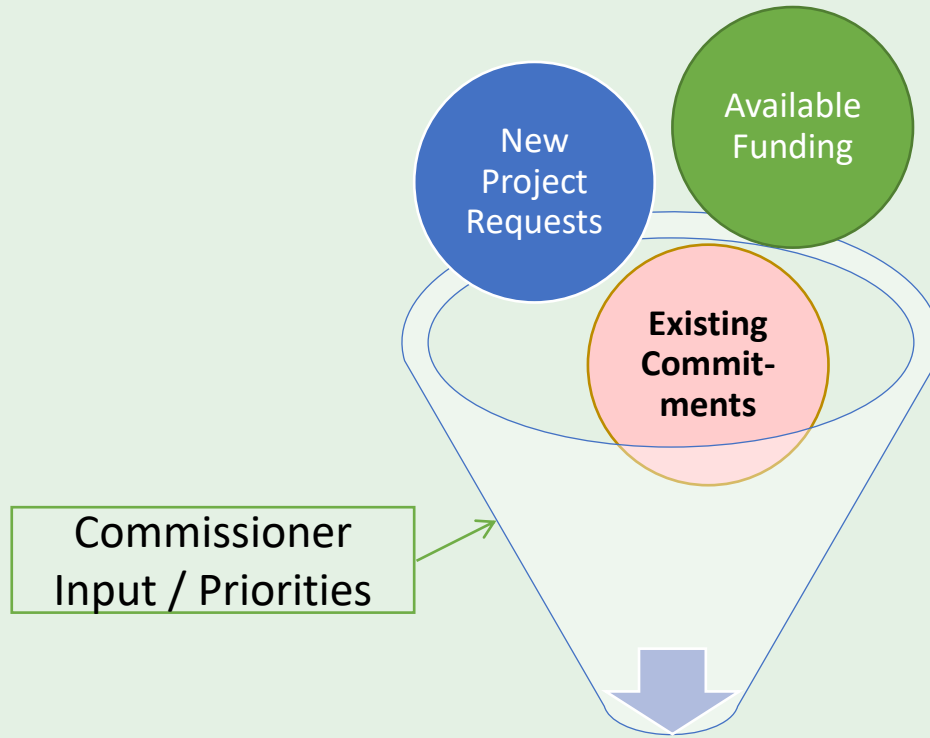 New
Project
Requests
Available
Funding
Existing
Commit-
ments
Commissioner
Input / Priorities